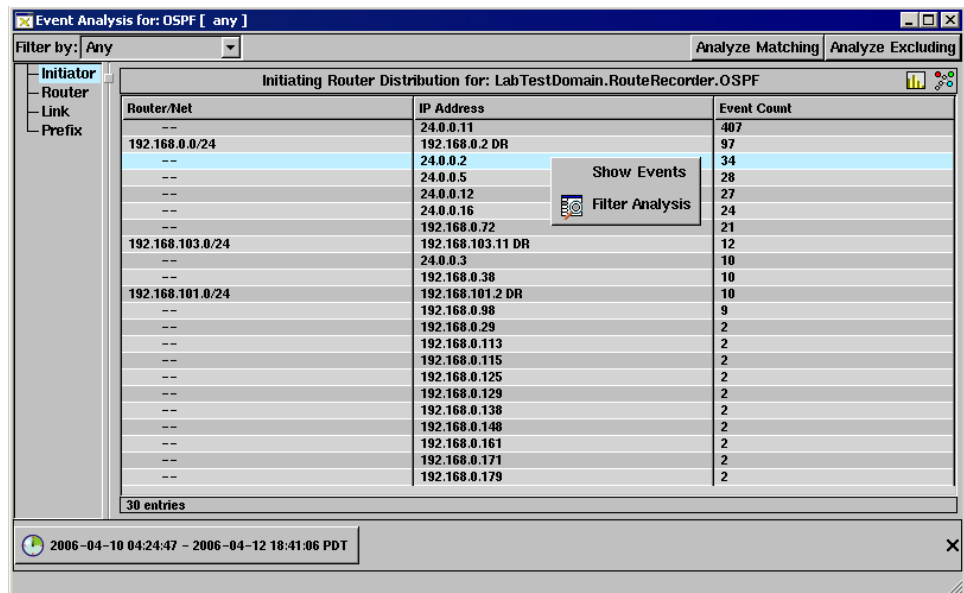 Event Analysis for: OSPF [ any ]
Filter by: Any
Analyze Matching Analyze Excluding
Initiator
Router
Link
Prefix
Initiating Router Distribution for: LabTestDomain.RouteRecorder.OSPF
Router/Net IP Address Event Count
-- 24.0.0.11 407
192.168.0.0/24 192.168.0.2 DR 97
-- 24.0.0.2 34
-- 24.0.0.5 28
-- 24.0.0.12 27
-- 24.0.0.16 24
-- 192.168.0.72 21
Show Events
Filter Analysis
192.168.103.0/24 192.168.103.11 DR 12
-- 24.0.0.3 10
-- 192.168.0.38 10
192.168.101.0/24 192.168.101.2 DR 10
-- 192.168.0.98 9
-- 192.168.0.29 2
-- 192.168.0.113 2
-- 192.168.0.115 2
-- 192.168.0.125 2
-- 192.168.0.129 2
-- 192.168.0.138 2
-- 192.168.0.148 2
-- 192.168.0.161 2
-- 192.168.0.171 2
-- 192.168.0.179 2
30 entries
2006-04-10 04:24:47 - 2006-04-12 18:41:06 PDT